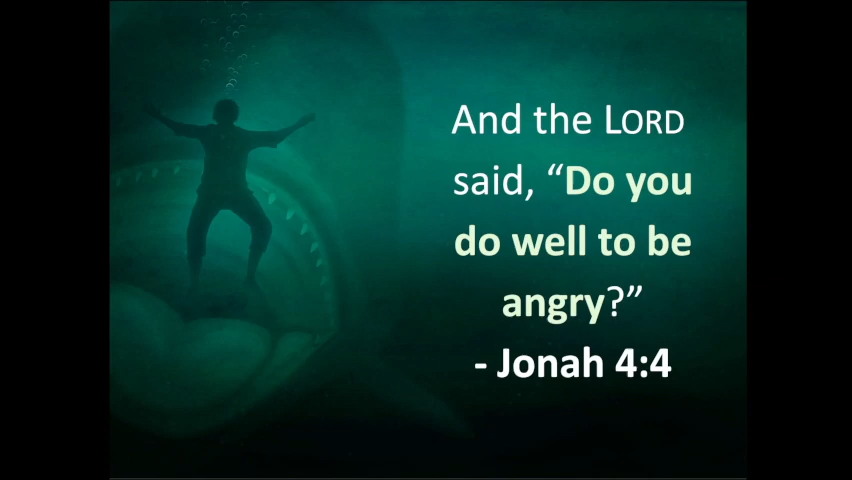 And the LORD
said, “Do you
do well to be
angry?”
- Jonah 4:4